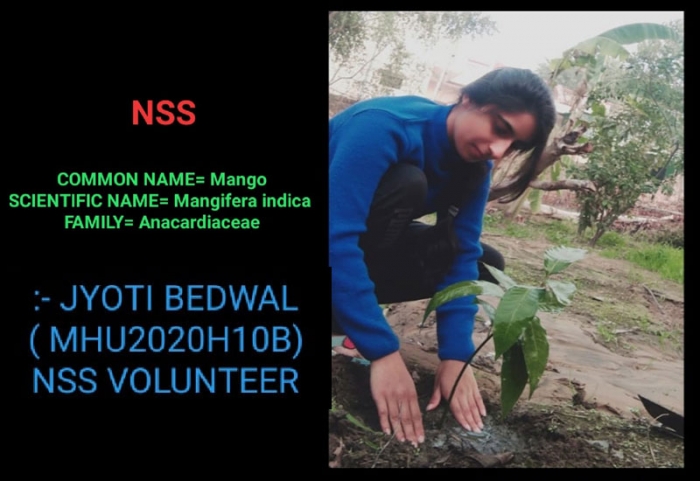 NSS
COMMON NAME= Mango
SCIENTIFIC NAME= Mangifera indica
FAMILY= Anacardiaceae
:- JYOTI BEDWAL
( MHU2020H10B)
NSS VOLUNTEER